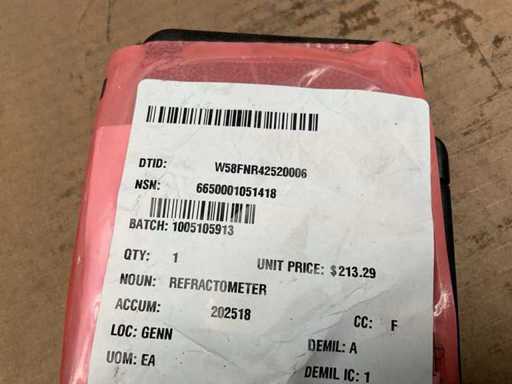 DTID: W58FNR42520006
NSN: 6650001051418
BATCH: 1005105913
QTY: 1 UNIT PRICE: $213.29
NOUN: REFRACTOMETER
ACCUM: 202518 CC: F
LOC: GENN DEMIL: A
UOM: EA DEMIL IC: 1